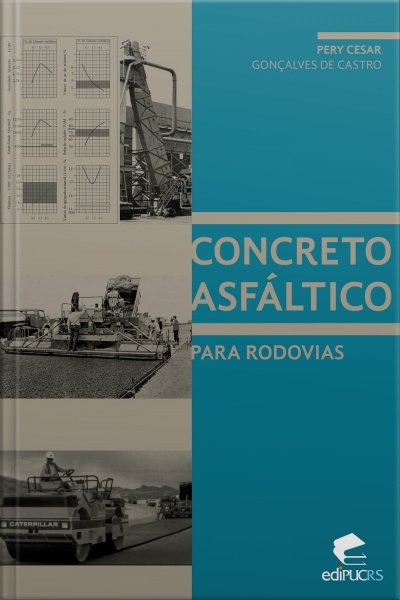 PERY CESAR
GONÇALVES DE CASTRO
CONCRETO
ASFÁLTICO
PARA RODOVIAS
CATERPILLAR
ediPUCRS